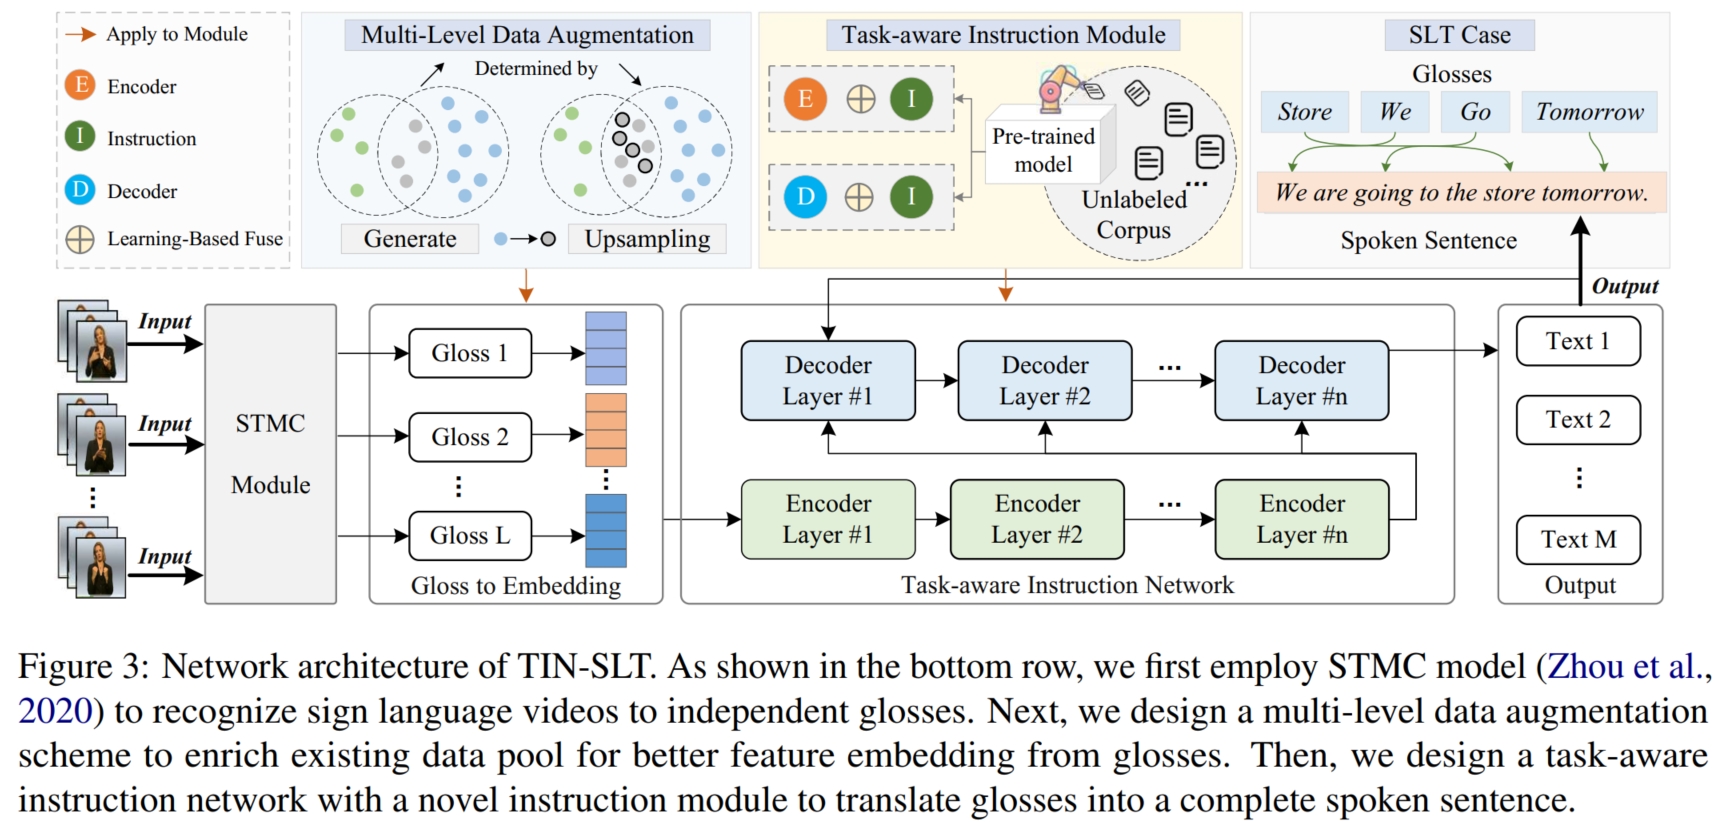 Apply to Module
E Encoder
I Instruction
D Decoder
Learning-Based Fuse
Multi-Level Data Augmentation
Determined by
Generate
Upsampling
Task-aware Instruction Module
E I
D I
Pre-trained
model
Unlabeled
Corpus
...
SLT Case
Glosses
Store We Go Tomorrow
We are going to the store tomorrow.
Spoken Sentence
Output
Input
Input
Input
STMC
Module
Gloss 1
Gloss 2
Gloss L
Gloss to Embedding
Decoder
Layer #1
Decoder
Layer #2
...
Decoder
Layer #n
Encoder
Layer #1
Encoder
Layer #2
...
Encoder
Layer #n
Task-aware Instruction Network
Text 1
Text 2
Text M
Output
Figure 3: Network architecture of TIN-SLT. As shown in the bottom row, we first employ STMC model (Zhou et al.,
2020) to recognize sign language videos to independent glosses. Next, we design a multi-level data augmentation
scheme to enrich existing data pool for better feature embedding from glosses. Then, we design a task-aware
instruction network with a novel instruction module to translate glosses into a complete spoken sentence.